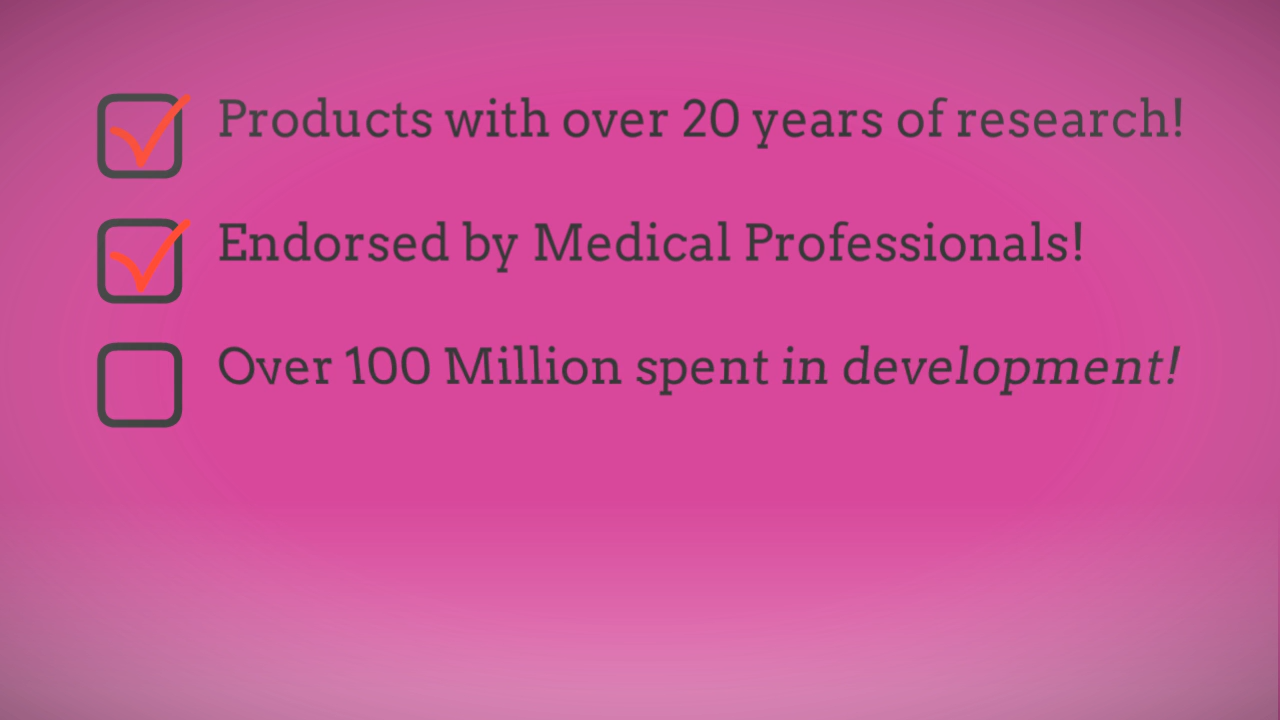 Products with over 20 years of research!
Endorsed by Medical Professionals!
Over 100 Million spent in development!